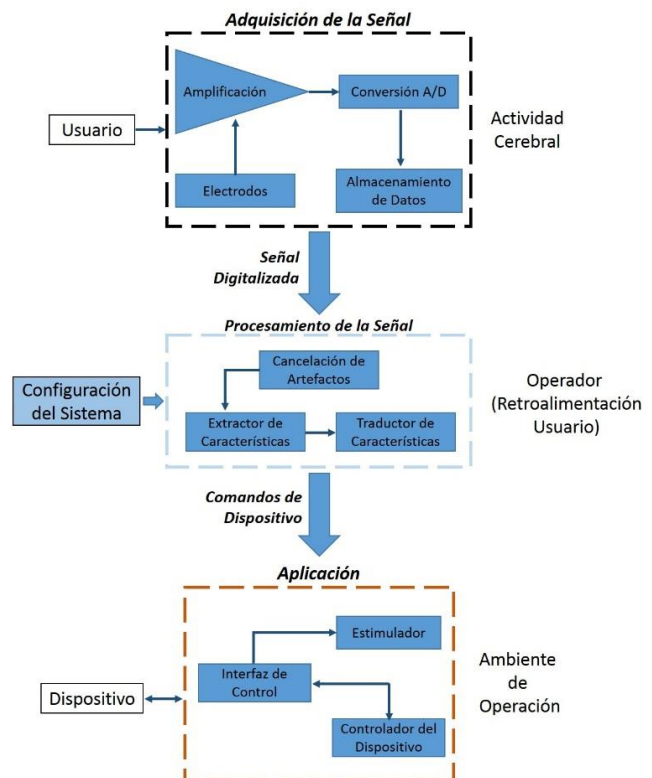 Adquisición de la Señal
Amplificación
Conversión A/D
Usuario
Actividad
Cerebral
Electrodos
Almacenamiento
de Datos
Señal
Digitalizada
Procesamiento de la Señal
Cancelación de
Artefactos
Configuración
del Sistema
Extractor de
Características
Traductor de
Características
Operador
(Retroalimentación
Usuario)
Comandos de
Dispositivo
Aplicación
Estimulador
Interfaz de
Control
Ambiente
de
Operación
Dispositivo
Controlador del
Dispositivo